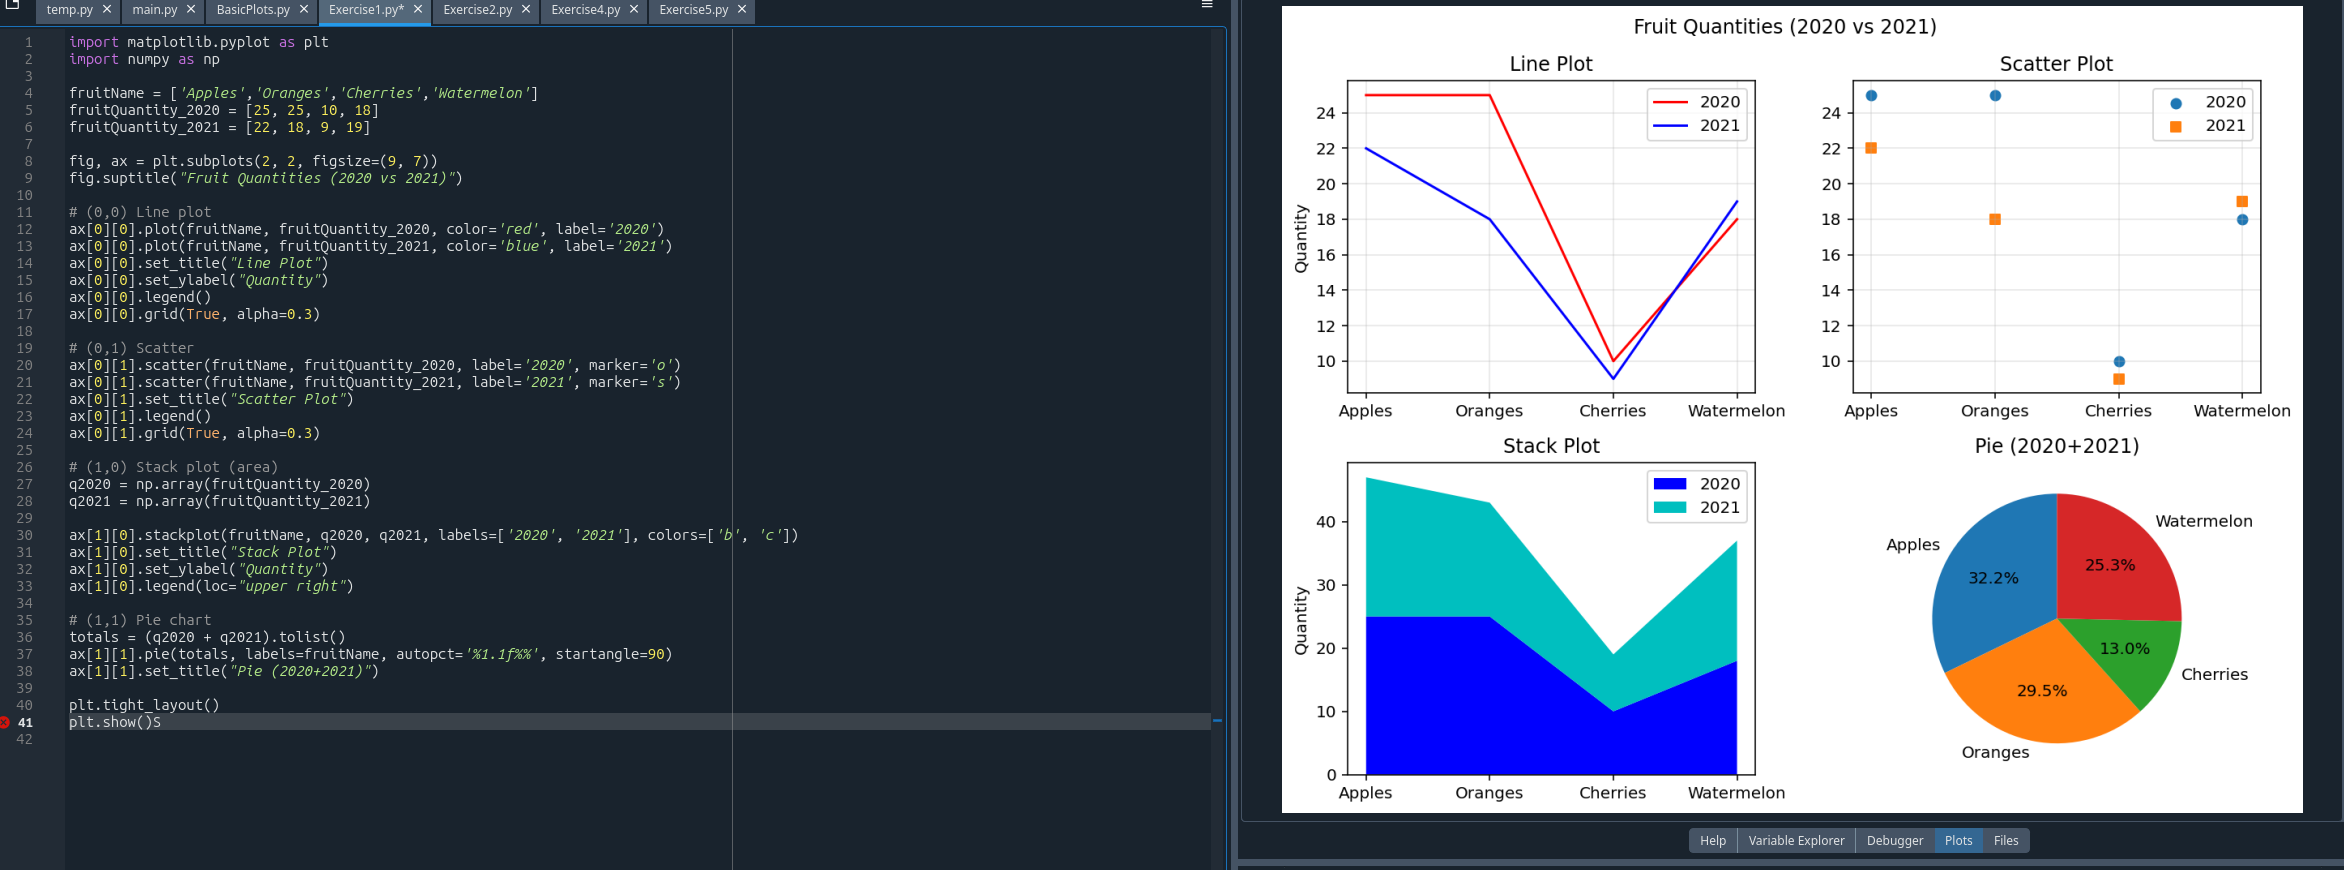 temp.py × main.py × BasicPlots.py × Exercise1.py* × Exercise2.py × Exercise4.py × Exercise5.py ×
1 import matplotlib.pyplot as plt
2 import numpy as np
3
4 fruitName = ['Apples','Oranges','Cherries','Watermelon']
5 fruitQuantity_2020 = [25, 25, 10, 18]
6 fruitQuantity_2021 = [22, 18, 9, 19]
7
8 fig, ax = plt.subplots(2, 2, figsize=(9, 7))
9 fig.suptitle("Fruit Quantities (2020 vs 2021)")
10
11 # (0,0) Line plot
12 ax[0][0].plot(fruitName, fruitQuantity_2020, color='red', label='2020')
13 ax[0][0].plot(fruitName, fruitQuantity_2021, color='blue', label='2021')
14 ax[0][0].set_title("Line Plot")
15 ax[0][0].set_ylabel("Quantity")
16 ax[0][0].legend()
17 ax[0][0].grid(True, alpha=0.3)
18
19 # (0,1) Scatter
20 ax[0][1].scatter(fruitName, fruitQuantity_2020, label='2020', marker='o')
21 ax[0][1].scatter(fruitName, fruitQuantity_2021, label='2021', marker='s')
22 ax[0][1].set_title("Scatter Plot")
23 ax[0][1].legend()
24 ax[0][1].grid(True, alpha=0.3)
25
26 # (1,0) Stack plot (area)
27 q2020 = np.array(fruitQuantity_2020)
28 q2021 = np.array(fruitQuantity_2021)
29
30 ax[1][0].stackplot(fruitName, q2020, q2021, labels=['2020', '2021'], colors=['b', 'c'])
31 ax[1][0].set_title("Stack Plot")
32 ax[1][0].set_ylabel("Quantity")
33 ax[1][0].legend(loc="upper right")
34
35 # (1,1) Pie chart
36 totals = (q2020 + q2021).tolist()
37 ax[1][1].pie(totals, labels=fruitName, autopct='%1.1f%%', startangle=90)
38 ax[1][1].set_title("Pie (2020+2021)")
39
40 plt.tight_layout()
41 plt.show()S
42
Fruit Quantities (2020 vs 2021)
Line Plot
2020
2021
24
22
20
18
16
14
12
10
Quantity
Apples Oranges Cherries Watermelon
Scatter Plot
2020
2021
24
22
20
18
16
14
12
10
Apples Oranges Cherries Watermelon
Stack Plot
2020
2021
40
30
20
10
0
Quantity
Apples Oranges Cherries Watermelon
Pie (2020+2021)
Watermelon
Apples
25.3%
32.2%
13.0%
Cherries
29.5%
Oranges
Help Variable Explorer Debugger Plots Files